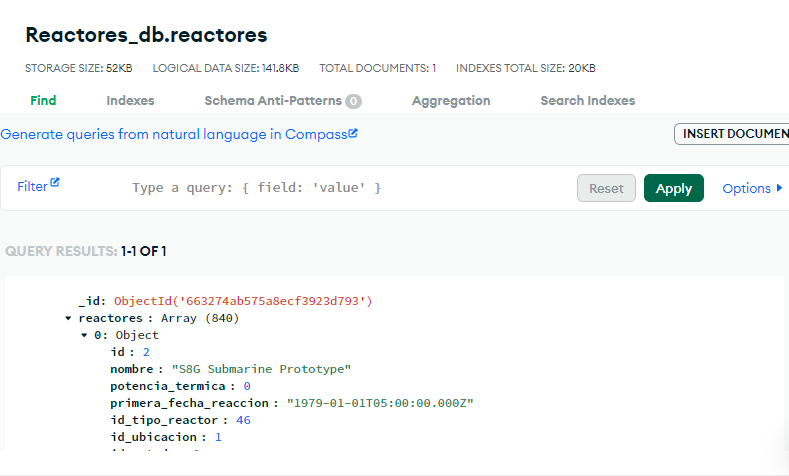 Reactores_db.reactores
STORAGE SIZE: 52KB LOGICAL DATA SIZE: 141.8KB TOTAL DOCUMENTS: 1 INDEXES TOTAL SIZE: 20KB
Find Indexes Schema Anti-Patterns 0 Aggregation Search Indexes
Generate queries from natural language in Compass
INSERT DOCUMEN
Filter Type a query: { field: 'value' } Reset Apply Options
QUERY RESULTS: 1-1 OF 1
_id: ObjectId('663274ab575a8ecf3923d793')
reactores : Array (840)
0: Object
id : 2
nombre : "S8G Submarine Prototype"
potencia_termica : 0
primera_fecha_reaccion : "1979-01-01T05:00:00.000Z"
id_tipo_reactor : 46
id_ubicacion : 1